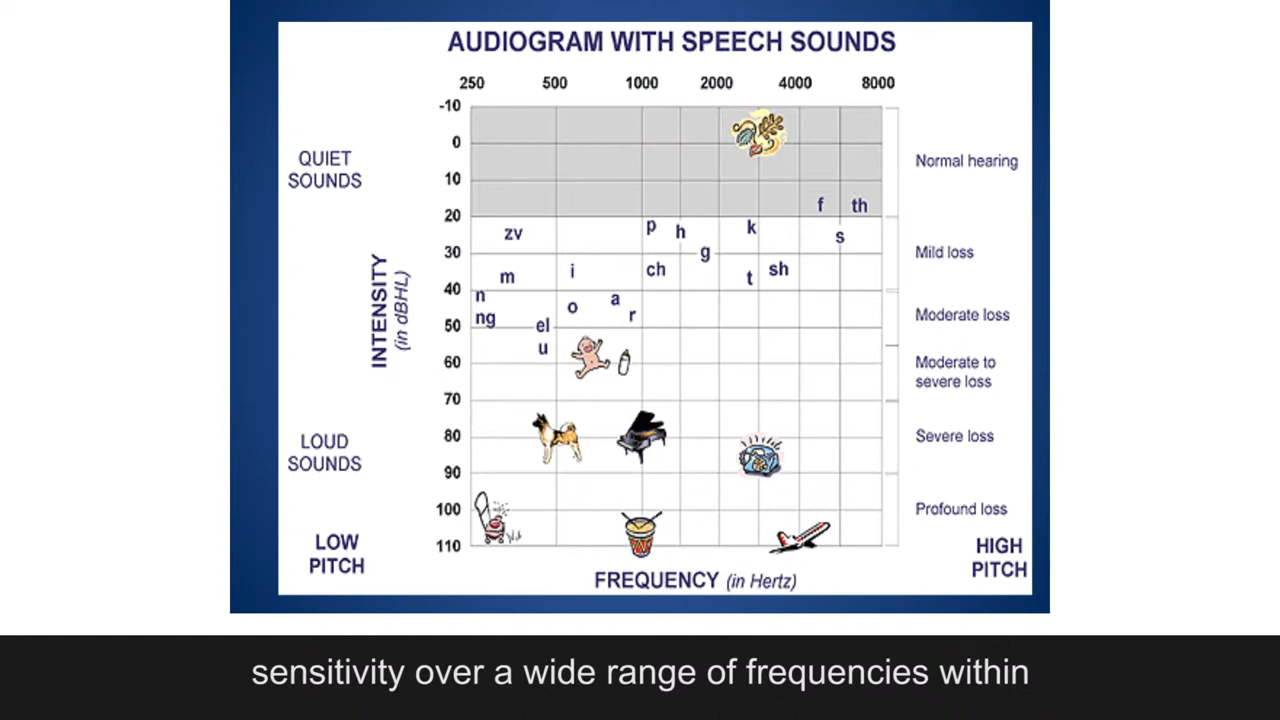 AUDIOGRAM WITH SPEECH SOUNDS
250 500 1000 2000 4000 8000
-10
0
QUIET
SOUNDS
Normal hearing
10
f th
20
p h k
zv s
30 g
Mild loss
m i ch t sh
40
n a
o
ng r
Moderate loss
50 el
u
60
Moderate to
severe loss
70
INTENSITY
(in dBHL)
80
LOUD
SOUNDS
Severe loss
90
100
Profound loss
110
LOW
PITCH
HIGH
PITCH
FREQUENCY (in Hertz)
sensitivity over a wide range of frequencies within